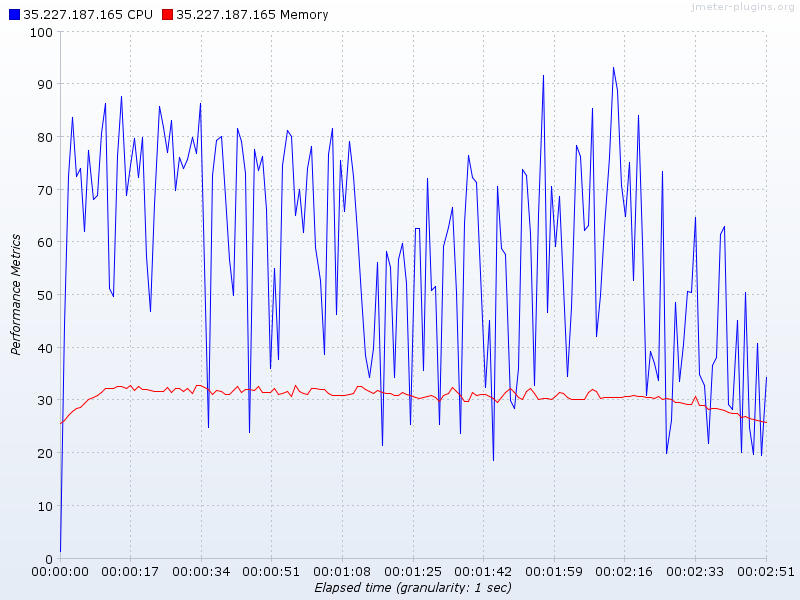 jmeter-plugins.org
35.227.187.165 CPU 35.227.187.165 Memory
100
90
80
70
60
50
40
30
20
10
0
Performance Metrics
00:00:00 00:00:17 00:00:34 00:00:51 00:01:08 00:01:25 00:01:42 00:01:59 00:02:16 00:02:33 00:02:51
Elapsed time (granularity: 1 sec)